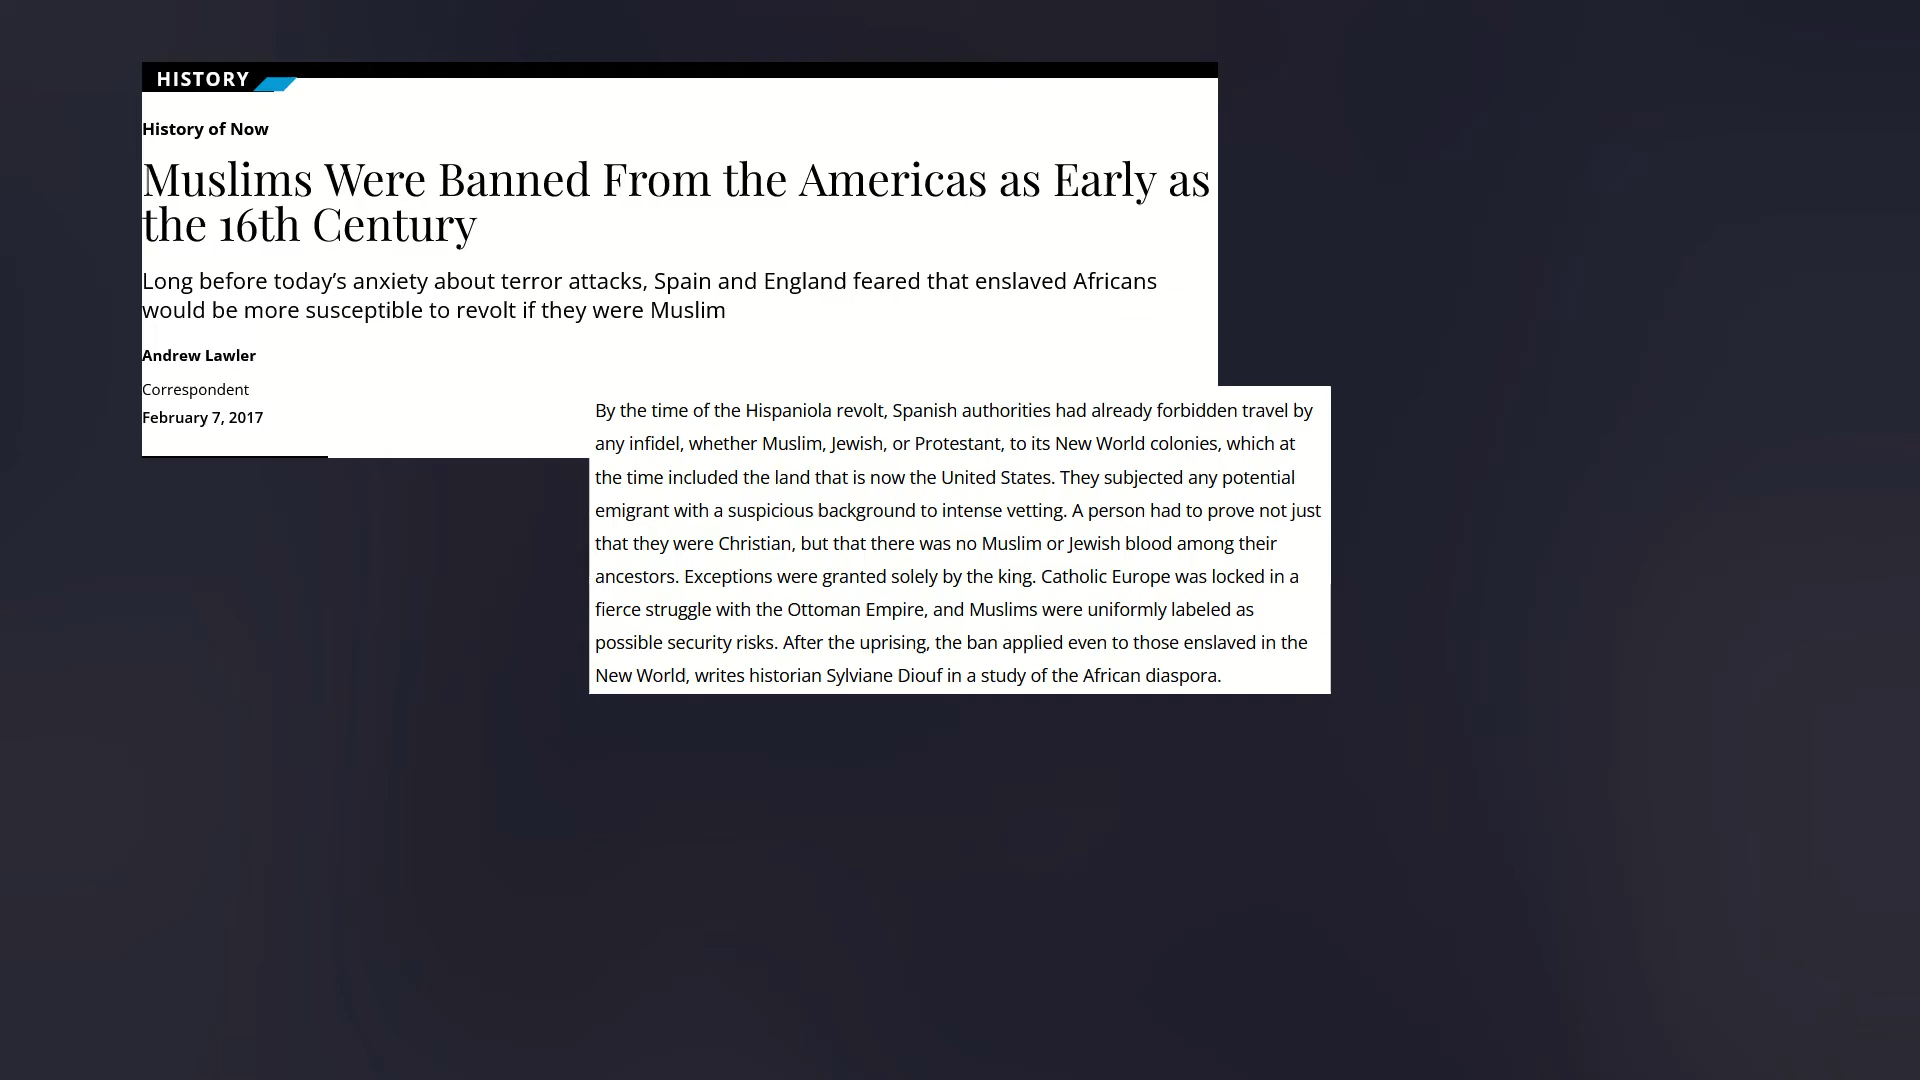 HISTORY
History of Now
Muslims Were Banned From the Americas as Early as
the 16th Century
Long before today’s anxiety about terror attacks, Spain and England feared that enslaved Africans
would be more susceptible to revolt if they were Muslim
Andrew Lawler
Correspondent
February 7, 2017
By the time of the Hispaniola revolt, Spanish authorities had already forbidden travel by
any infidel, whether Muslim, Jewish, or Protestant, to its New World colonies, which at
the time included the land that is now the United States. They subjected any potential
emigrant with a suspicious background to intense vetting. A person had to prove not just
that they were Christian, but that there was no Muslim or Jewish blood among their
ancestors. Exceptions were granted solely by the king. Catholic Europe was locked in a
fierce struggle with the Ottoman Empire, and Muslims were uniformly labeled as
possible security risks. After the uprising, the ban applied even to those enslaved in the
New World, writes historian Sylviane Diouf in a study of the African diaspora.